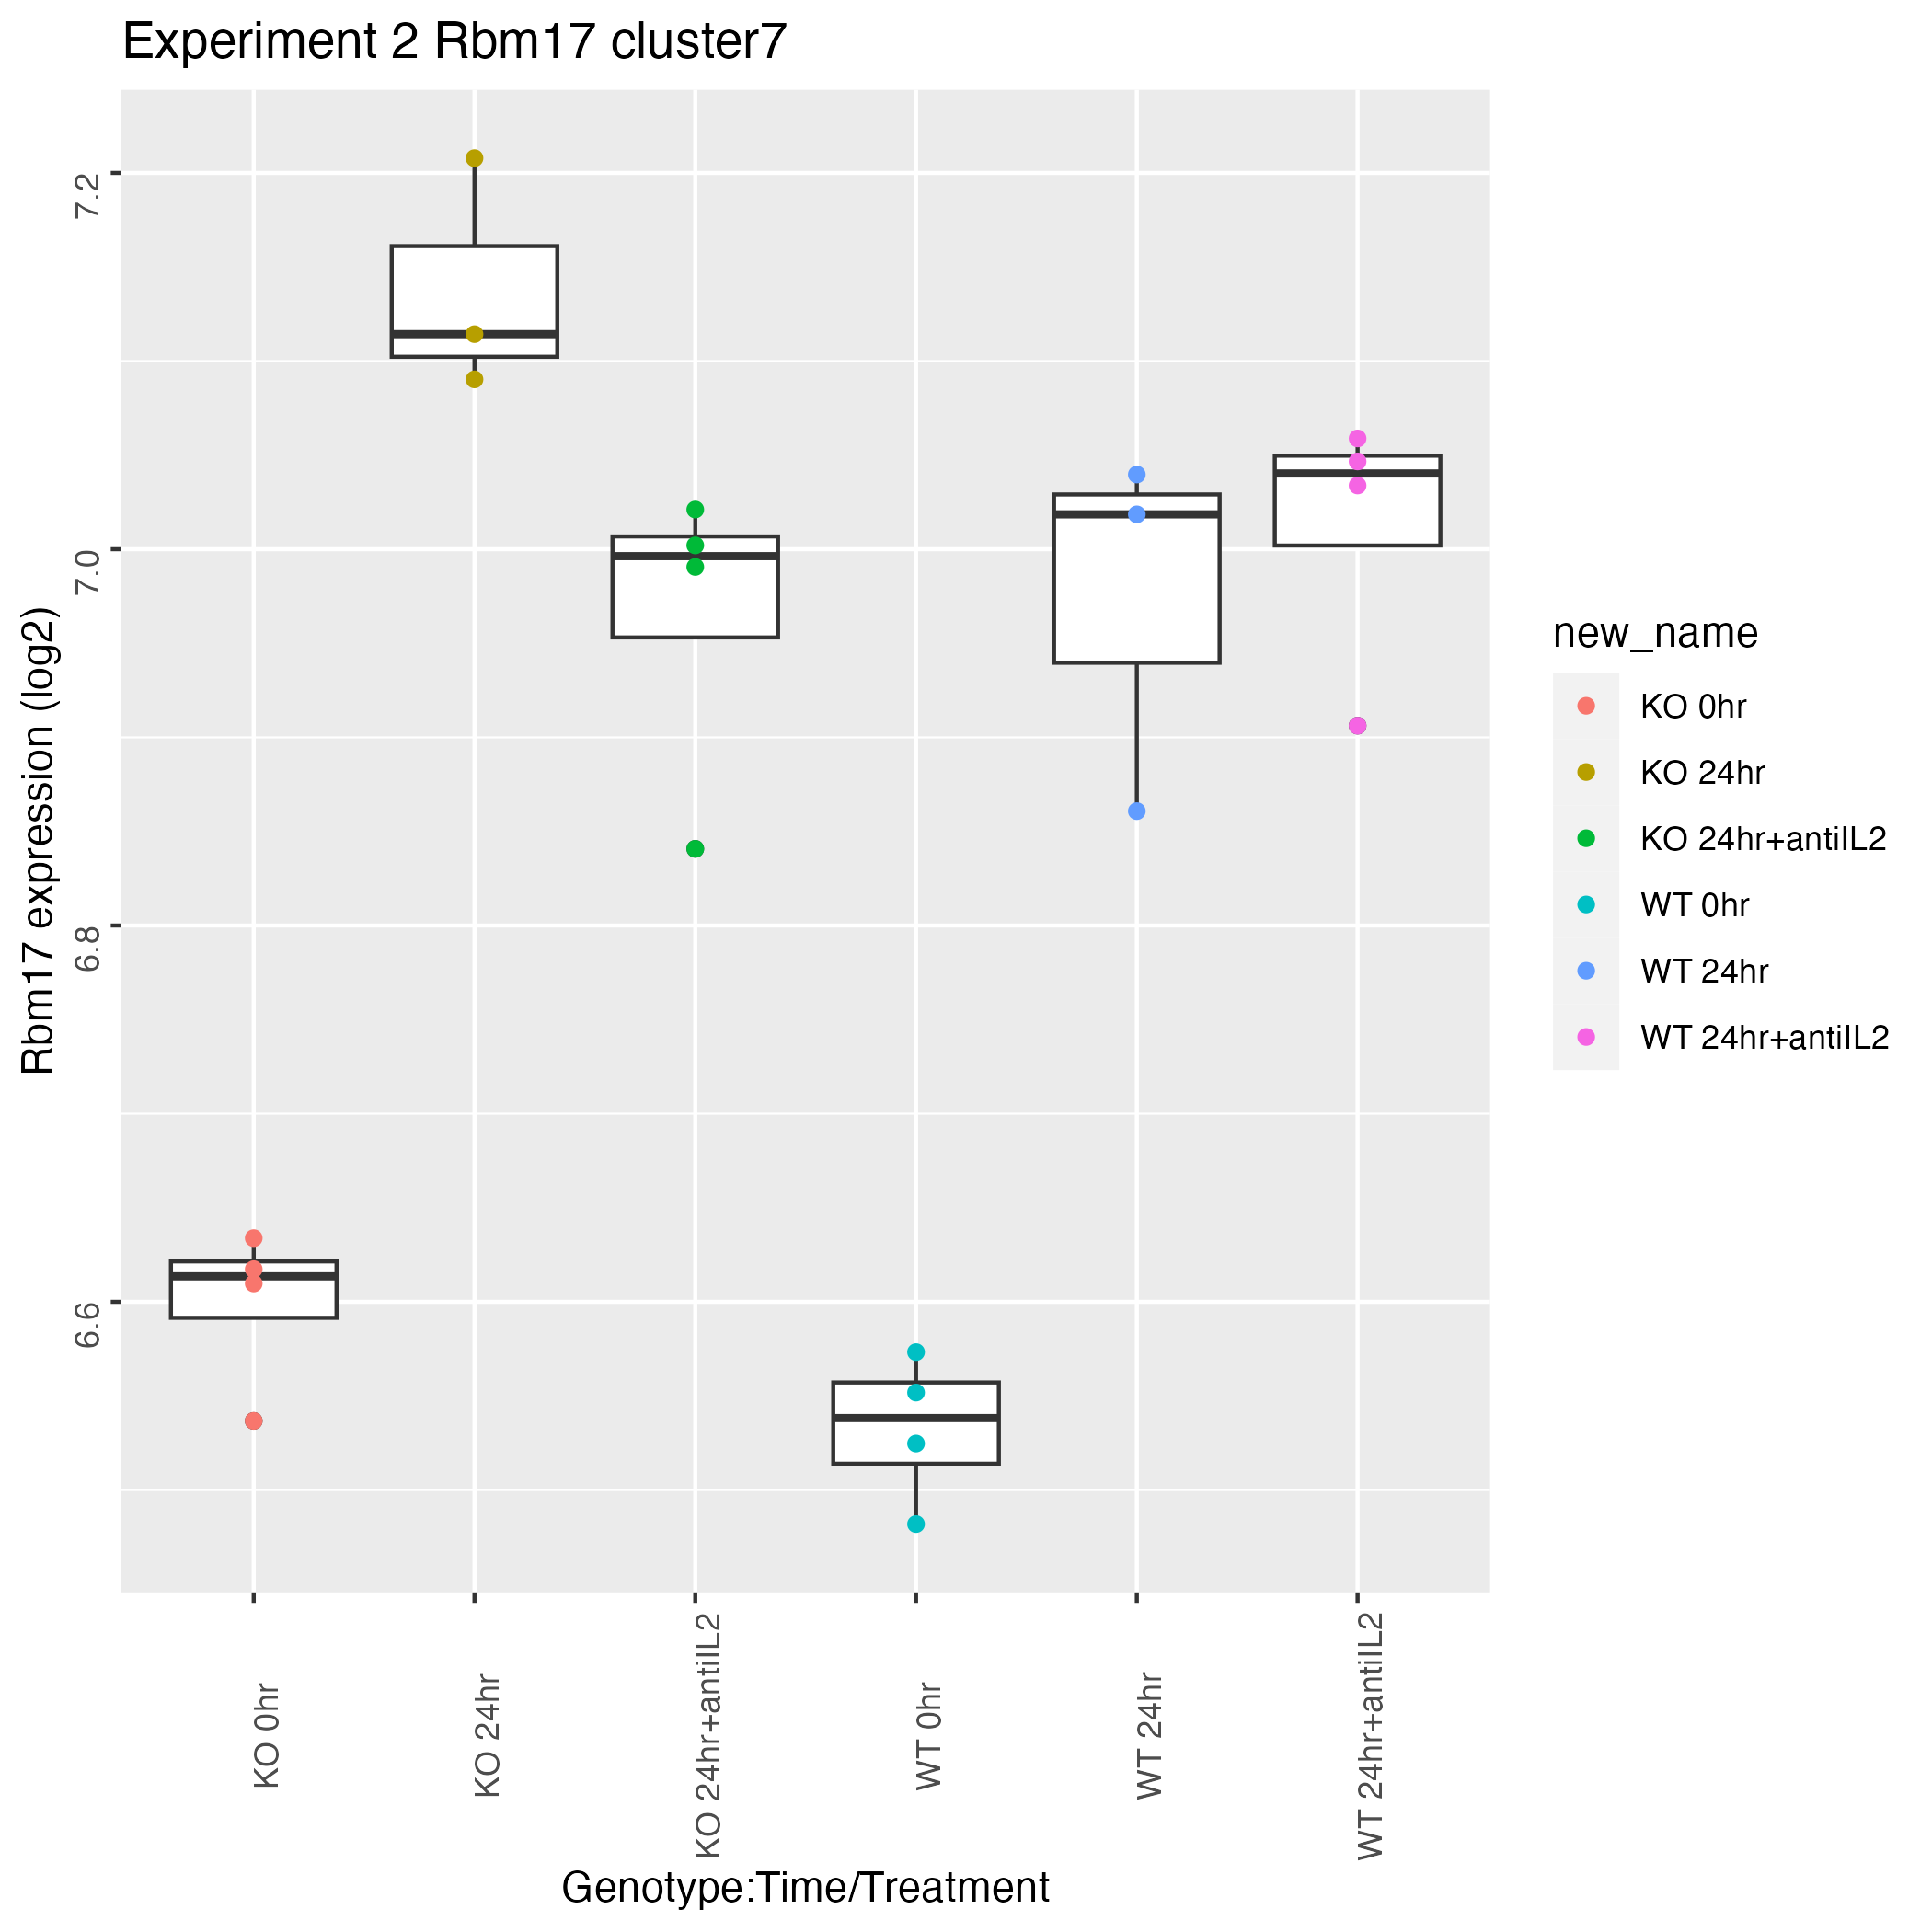 Experiment 2 Rbm17 cluster7
Rbm17 expression (log2)
7.2
7.0
6.8
6.6
KO 0hr
KO 24hr
KO 24hr+antiIL2
WT 0hr
WT 24hr
WT 24hr+antiIL2
Genotype:Time/Treatment
new_name
KO 0hr
KO 24hr
KO 24hr+antiIL2
WT 0hr
WT 24hr
WT 24hr+antiIL2